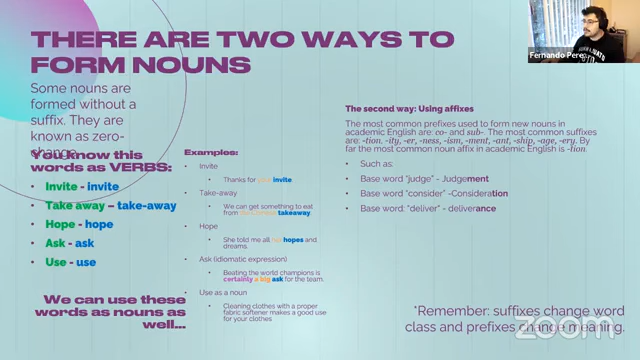 THERE ARE TWO WAYS TO
FORM NOUNS
Some nouns are
formed without a
suffix. They are
known as zero-
change.
You know this
words as VERBS:
• Invite - invite
• Take away – take-away
• Hope - hope
• Ask - ask
• Use - use
We can use these
words as nouns as
well...
Examples:
• Invite
• Thanks for invite
• Take-away
• We can get something to eat
from takeaway
• Hope
• She told me all hopes and
dreams.
• Ask (idiomatic expression)
• Beating the world champions is
certainly a big ask for the team.
• Use as a noun
• Cleaning clothes with a proper
fabric softener makes a good use
for your clothes
The second way: Using affixes
The most common prefixes used to form new nouns in
academic English are: co- and sub-. The most common suffixes
are: -tion, -ity, -er, -ness, -ism, -ment, -ant, -ship, -age, -ery. By
far the most common noun affix in academic English is -tion.
• Such as:
• Base word "judge" - Judgement
• Base word "consider" -Consideration
• Base word: "deliver" - deliverance
*Remember: suffixes change word
class and prefixes change meaning.
Fernando Pere
zoom